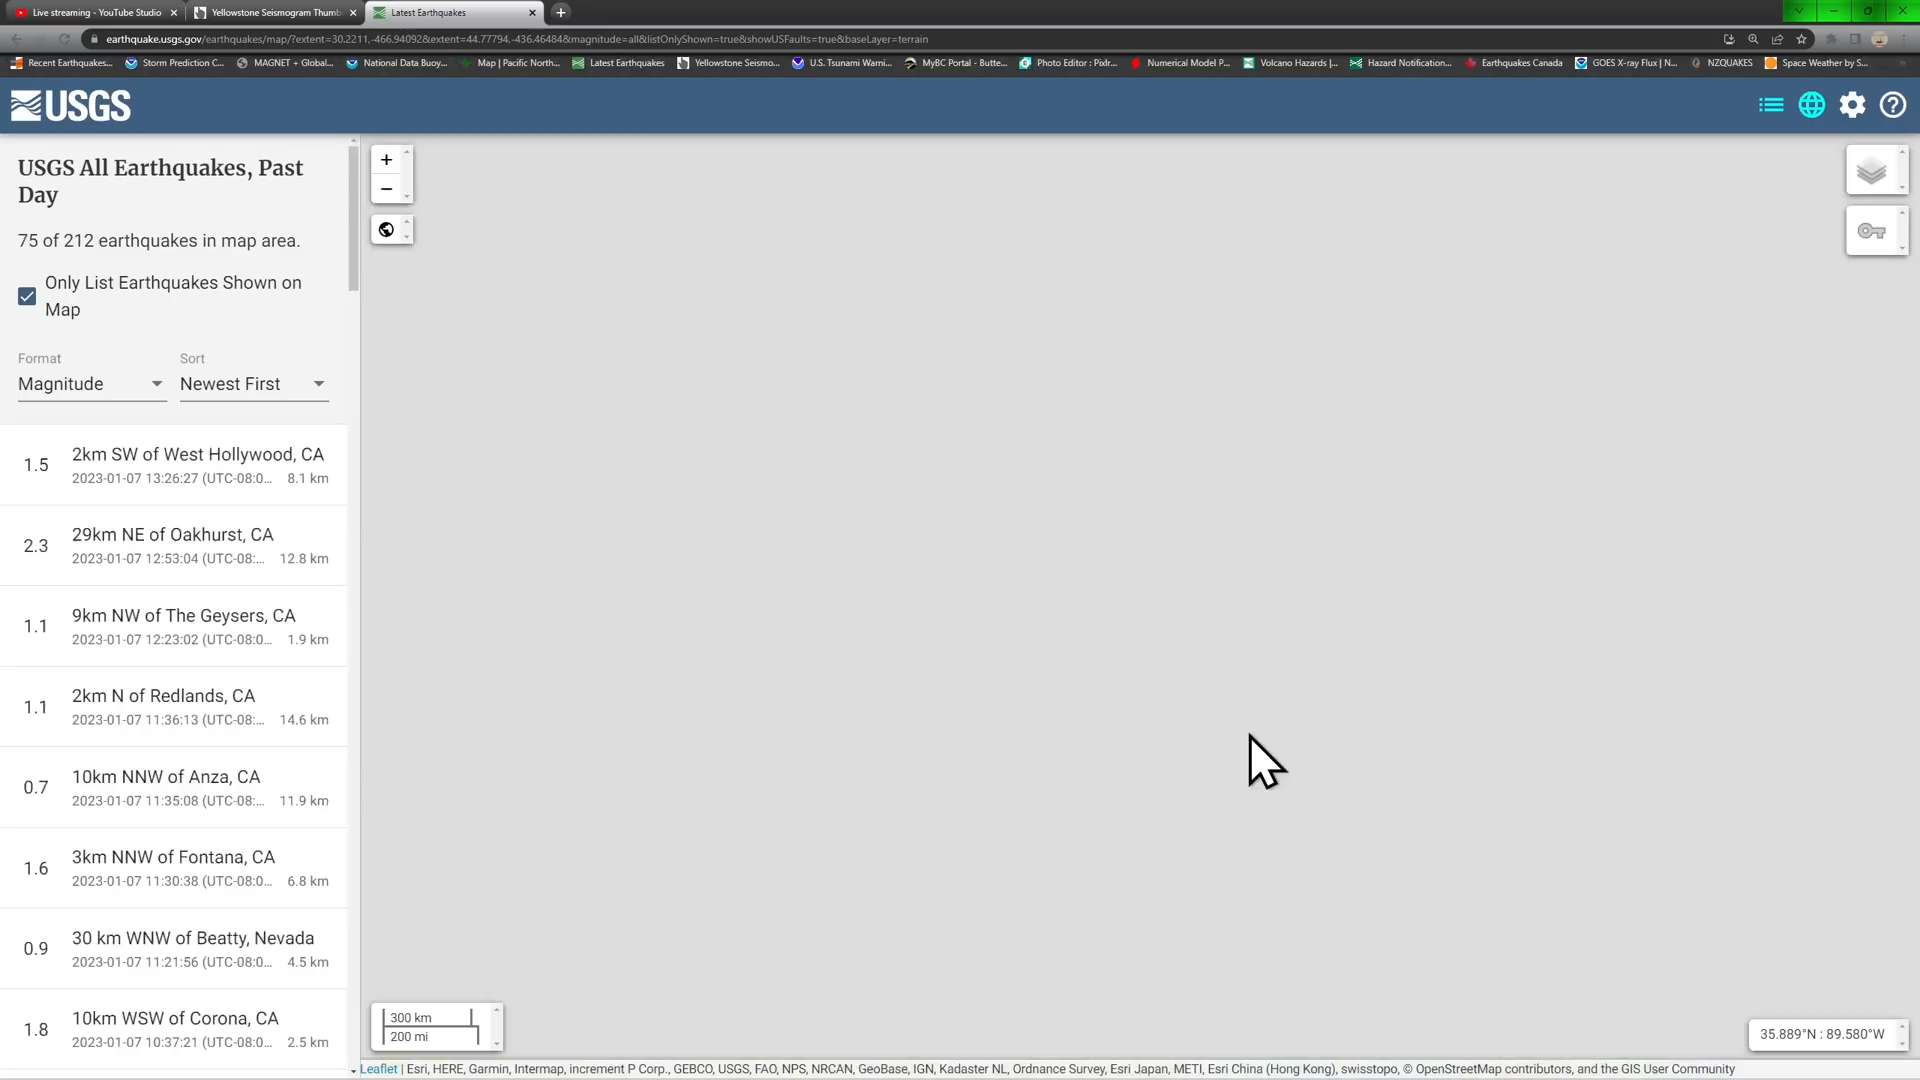 Live streaming - YouTube Studio
Yellowstone Seismogram Thumb
Latest Earthquakes
earthquake.usgs.gov/earthquakes/map/?extent=30.2211,-466.94092&extent=44.77794,-436.46484&magnitude=all&listOnlyShown=true&showUSFaults=true&baseLayer=terrain
Recent Earthquakes...
Storm Prediction C...
MAGNET + Global...
National Data Buoy...
Map | Pacific North...
Latest Earthquakes
Yellowstone Seismo...
U.S. Tsunami Warni...
MyBC Portal - Butte...
Photo Editor : Pixlr...
Numerical Model P...
Volcano Hazards |...
Hazard Notification...
Earthquakes Canada
GOES X-ray Flux | N...
NZQUAKES
Space Weather by S...
USGS
USGS All Earthquakes, Past
Day
75 of 212 earthquakes in map area.
Only List Earthquakes Shown on
Map
Format
Sort
Magnitude
Newest First
1.5
2km SW of West Hollywood, CA
2023-01-07 13:26:27 (UTC-08:0... 8.1 km
2.3
29km NE of Oakhurst, CA
2023-01-07 12:53:04 (UTC-08:... 12.8 km
1.1
9km NW of The Geysers, CA
2023-01-07 12:23:02 (UTC-08:0... 1.9 km
1.1
2km N of Redlands, CA
2023-01-07 11:36:13 (UTC-08:... 14.6 km
0.7
10km NNW of Anza, CA
2023-01-07 11:35:08 (UTC-08:... 11.9 km
1.6
3km NNW of Fontana, CA
2023-01-07 11:30:38 (UTC-08:0... 6.8 km
0.9
30 km WNW of Beatty, Nevada
2023-01-07 11:21:56 (UTC-08:0... 4.5 km
1.8
10km WSW of Corona, CA
2023-01-07 10:37:21 (UTC-08:0... 2.5 km
+
−
300 km
200 mi
35.889°N : 89.580°W
Leaflet | Esri, HERE, Garmin, Intermap, increment P Corp., GEBCO, USGS, FAO, NPS, NRCAN, GeoBase, IGN, Kadaster NL, Ordnance Survey, Esri Japan, METI, Esri China (Hong Kong), swisstopo, © OpenStreetMap contributors, and the GIS User Community